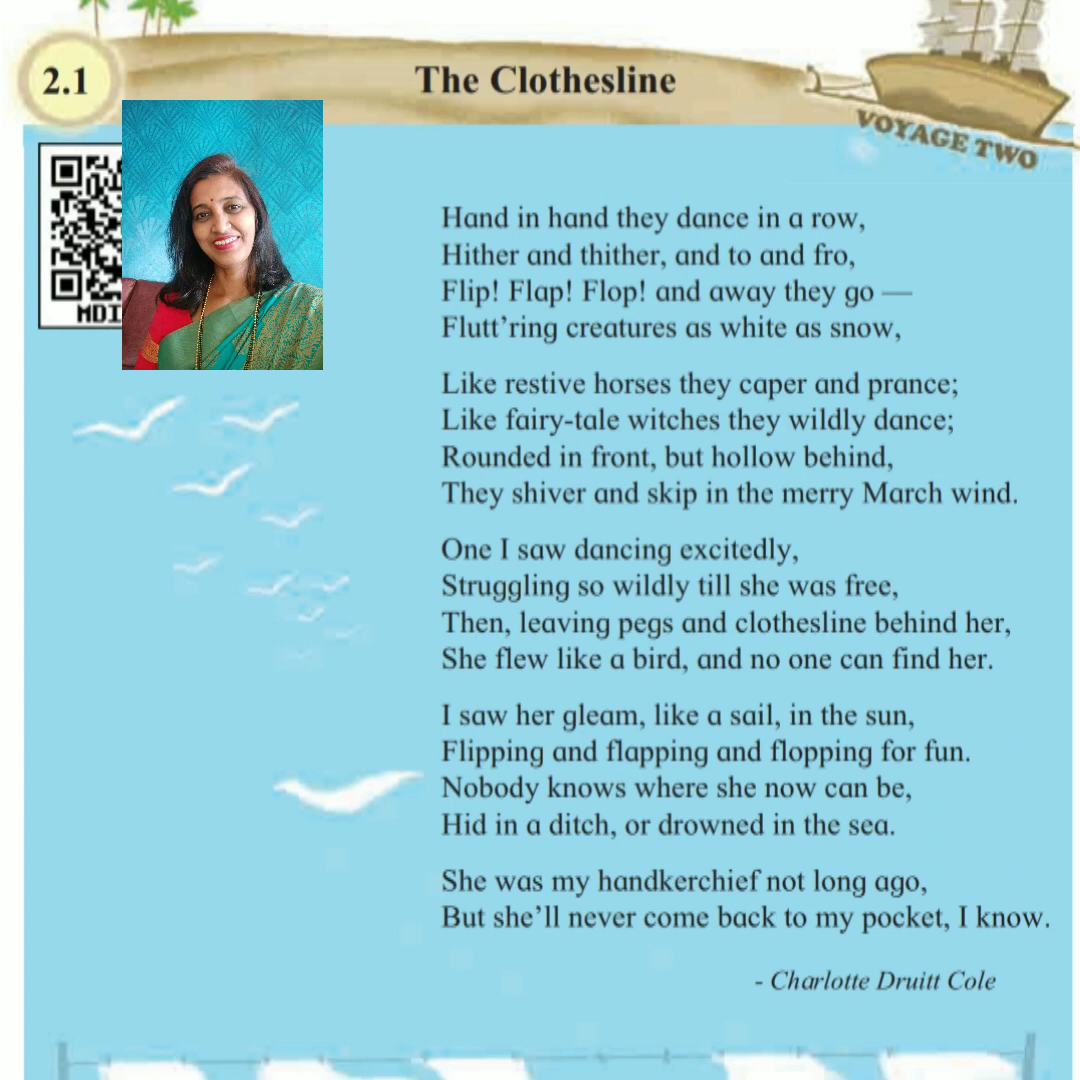 2.1
The Clothesline
VOYAGE TWO
Hand in hand they dance in a row,
Hither and thither, and to and fro,
Flip! Flap! Flop! and away they go —
Flutt’ring creatures as white as snow,
Like restive horses they caper and prance;
Like fairy-tale witches they wildly dance;
Rounded in front, but hollow behind,
They shiver and skip in the merry March wind.
One I saw dancing excitedly,
Struggling so wildly till she was free,
Then, leaving pegs and clothesline behind her,
She flew like a bird, and no one can find her.
I saw her gleam, like a sail, in the sun,
Flipping and flapping and flopping for fun.
Nobody knows where she now can be,
Hid in a ditch, or drowned in the sea.
She was my handkerchief not long ago,
But she’ll never come back to my pocket, I know.
- Charlotte Druitt Cole